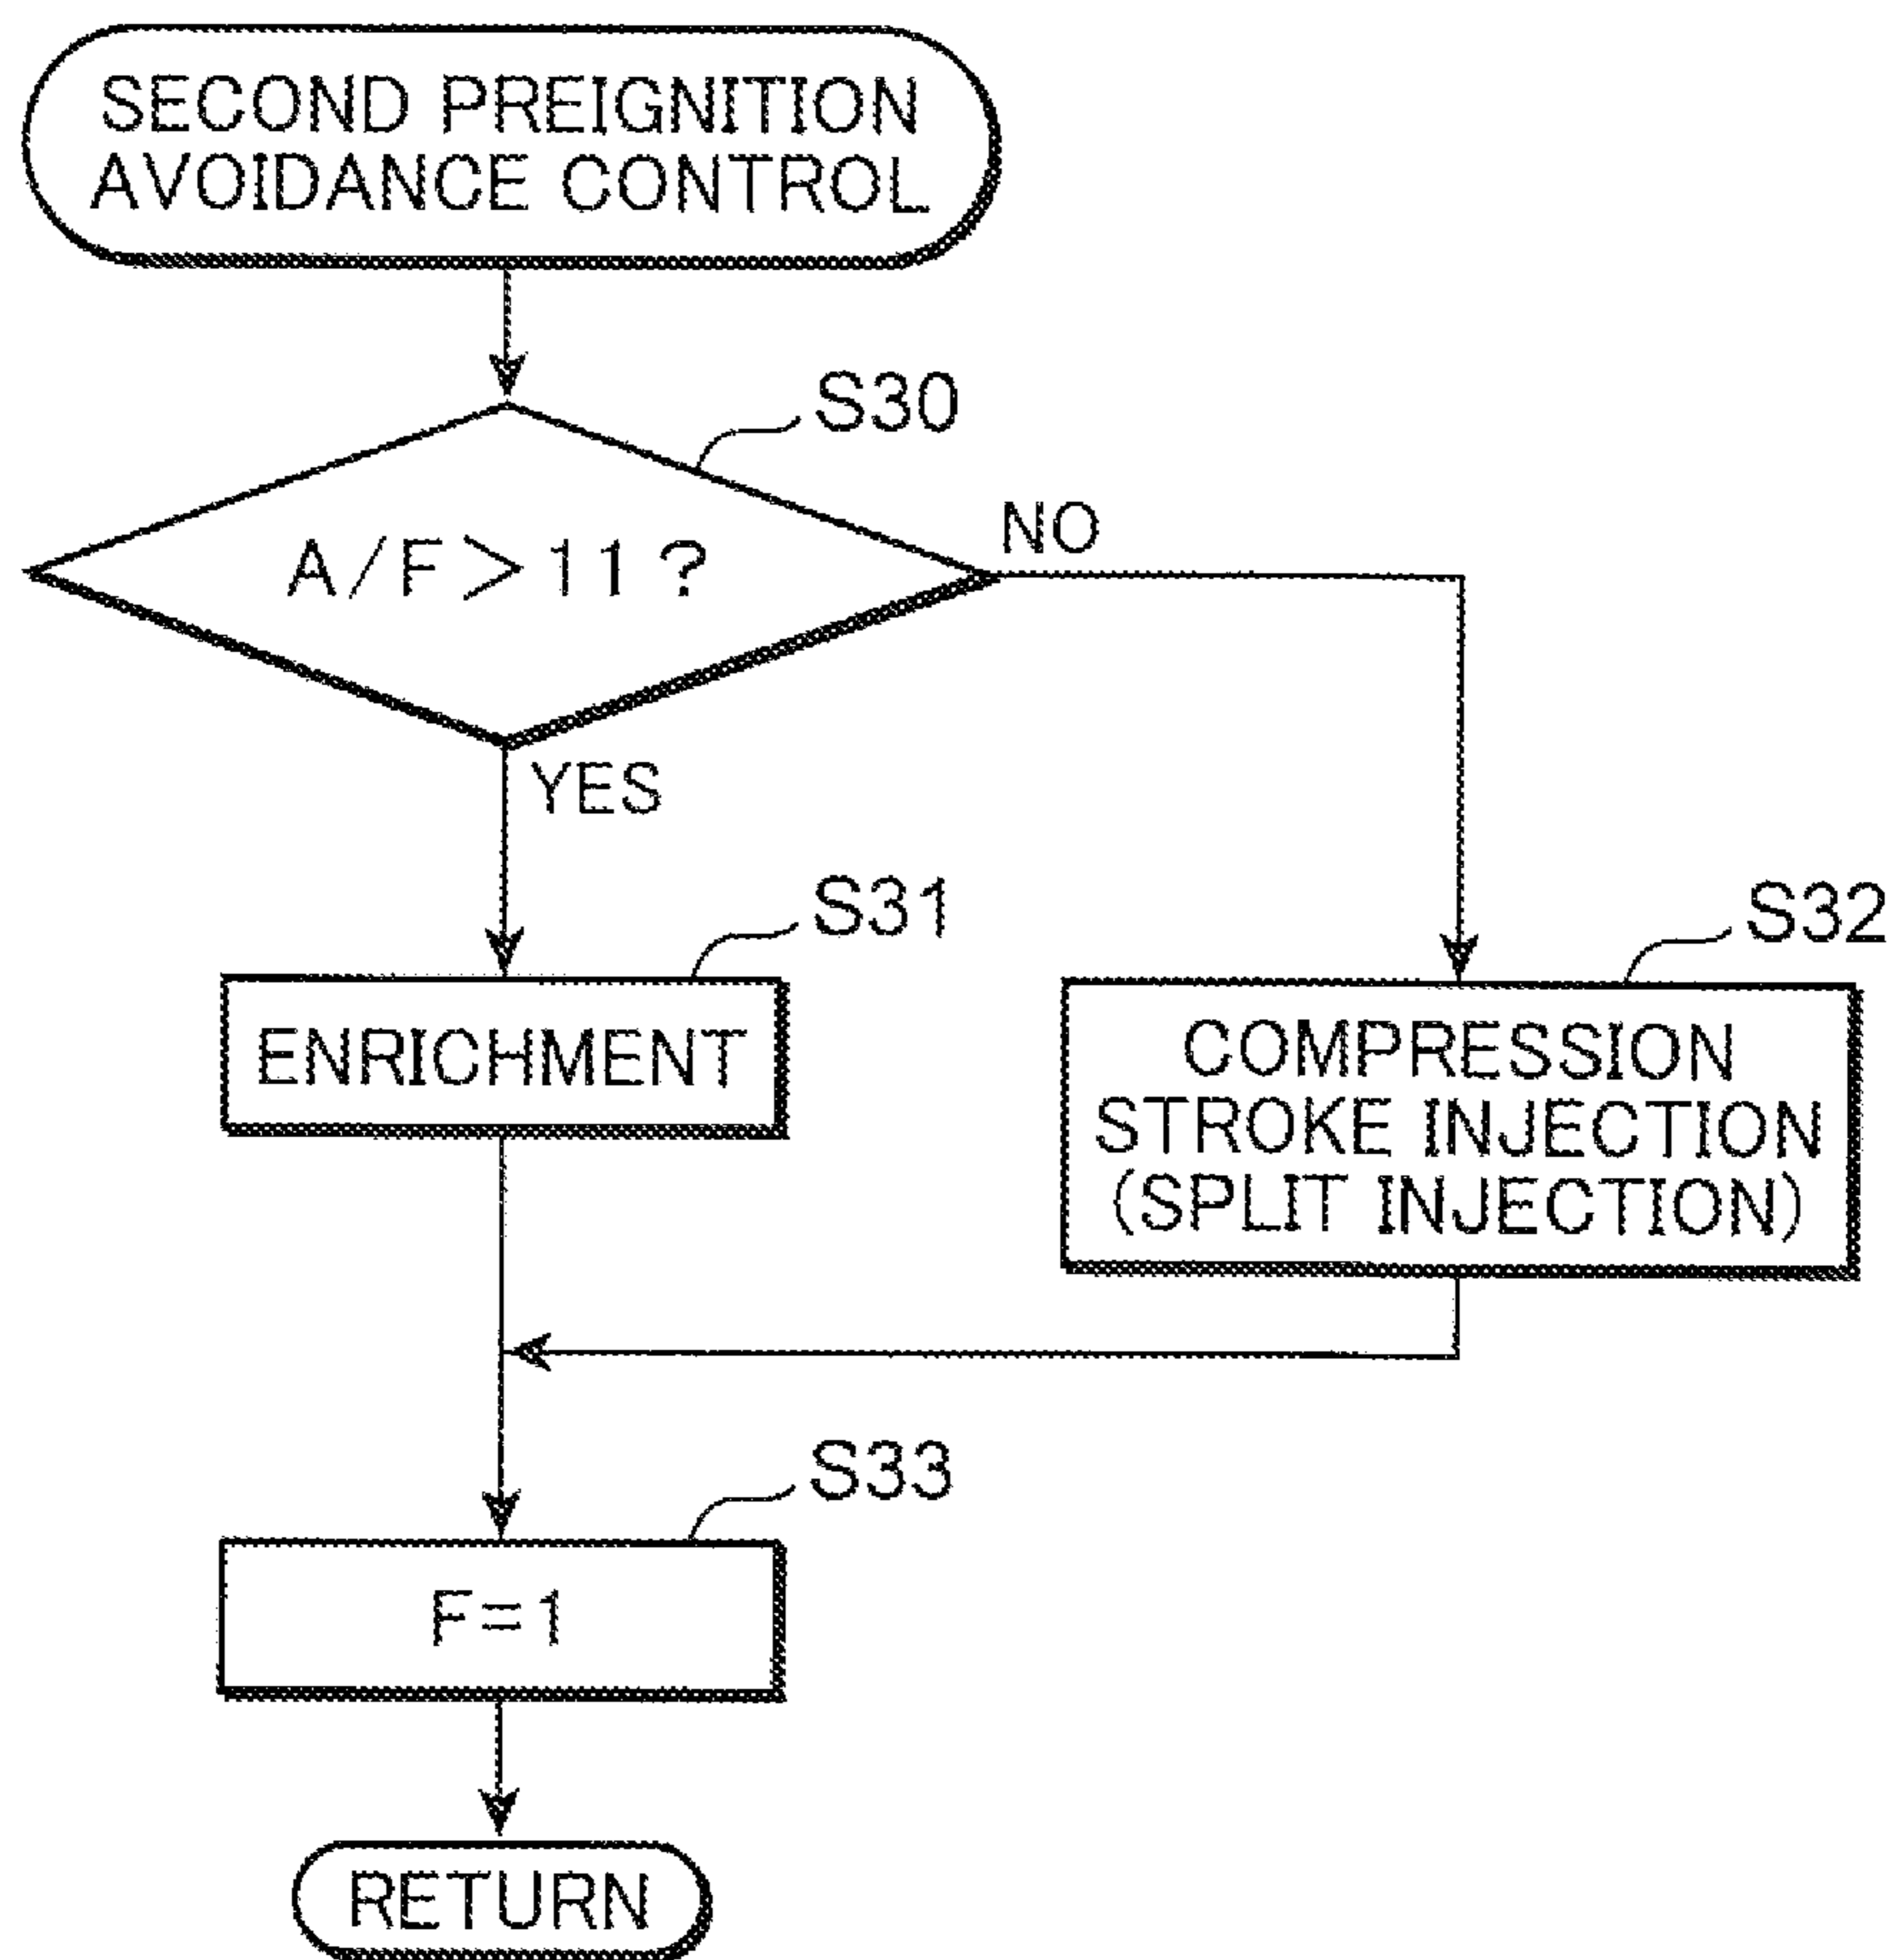 SECOND PREIGNITION
AVOIDANCE CONTROL
S30
A/F>11?
NO
YES
S31
ENRICHMENT
S32
COMPRESSION
STROKE INJECTION
(SPLIT INJECTION)
S33
F=1
RETURN